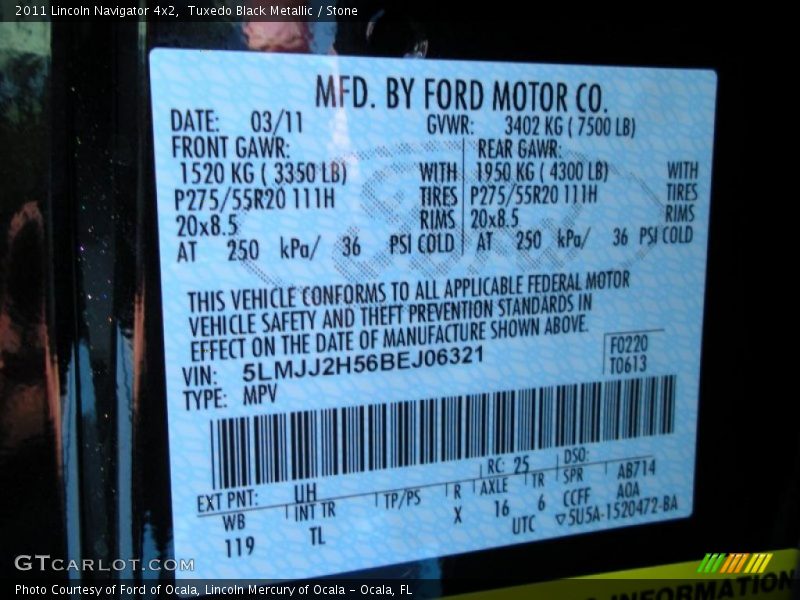 2011 Lincoln Navigator 4x2, Tuxedo Black Metallic / Stone
MFD. BY FORD MOTOR CO.
DATE: 03/11 GVWR: 3402 KG ( 7500 LB)
FRONT GAWR: REAR GAWR:
1520 KG ( 3350 LB) WITH 1950 KG ( 4300 LB) WITH
P275/55R20 111H TIRES P275/55R20 111H TIRES
20x8.5 RIMS 20x8.5 RIMS
AT 250 kPa/ 36 PSI COLD AT 250 kPa/ 36 PSI COLD
THIS VEHICLE CONFORMS TO ALL APPLICABLE FEDERAL MOTOR
VEHICLE SAFETY AND THEFT PREVENTION STANDARDS IN
EFFECT ON THE DATE OF MANUFACTURE SHOWN ABOVE.
VIN: 5LMJJ2H56BEJ06321 F0220
TYPE: MPV T0613
RC: 25 DSO:
EXT PNT: UH AXLE TR SPR AB714
WB INT TR TP/PS R 16 6 CCFF AOA
119 TL X UTC ▽5U5A-1520472-BA
INFORMATION
GTCARLOT.COM
Photo Courtesy of Ford of Ocala, Lincoln Mercury of Ocala - Ocala, FL